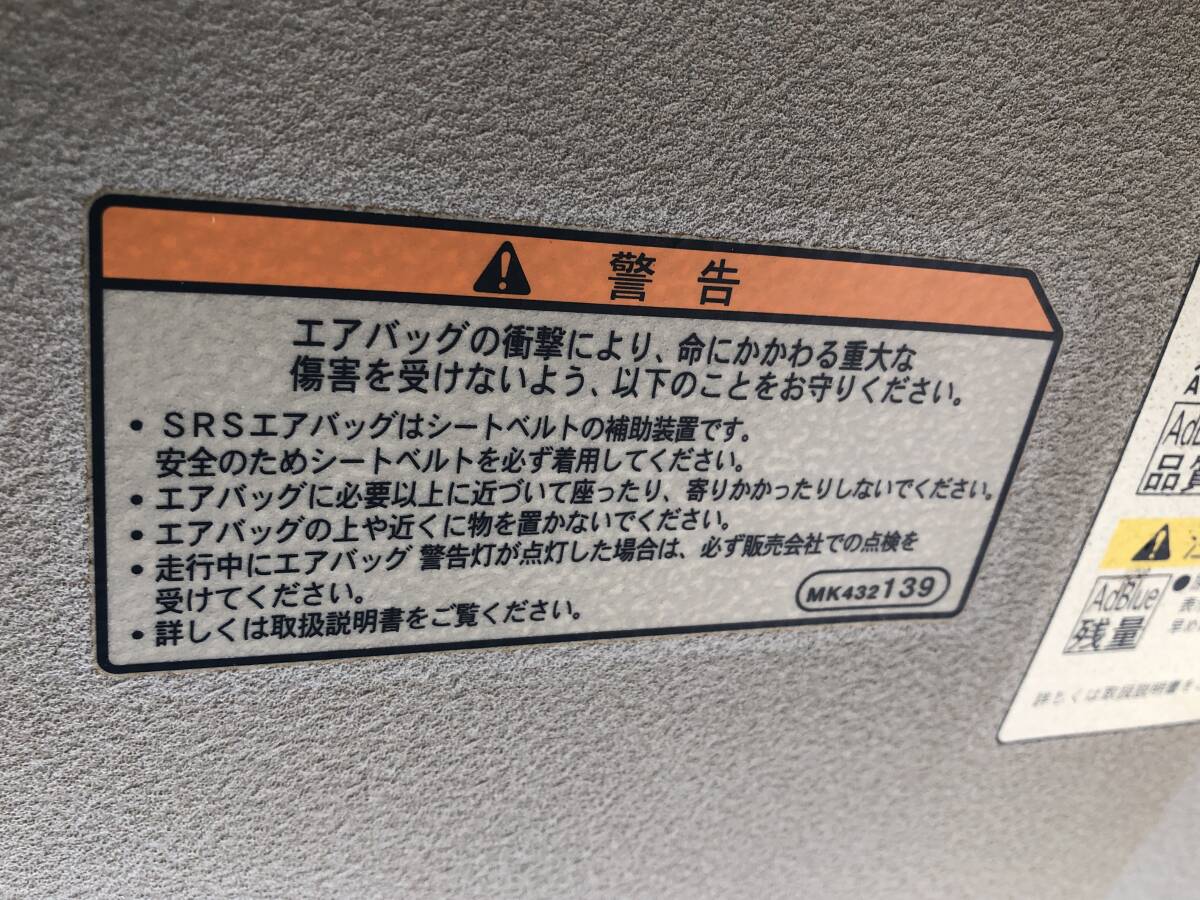 警告
エアバッグの衝撃により、命にかかわる重大な
傷害を受けないよう、以下のことをお守りください。
• SRSエアバッグはシートベルトの補助装置です。
安全のためシートベルトを必ず着用してください。
• エアバッグに必要以上に近づいて座ったり、寄りかかったりしないでください。
• エアバッグの上や近くに物を置かないでください。
• 走行中にエアバッグ 警告灯が点灯した場合は、必ず販売会社での点検を
受けてください。
• 詳しくは取扱説明書をご覧ください。
MK432139
品質
AdBlue
残量
詳しくは取扱説明書を